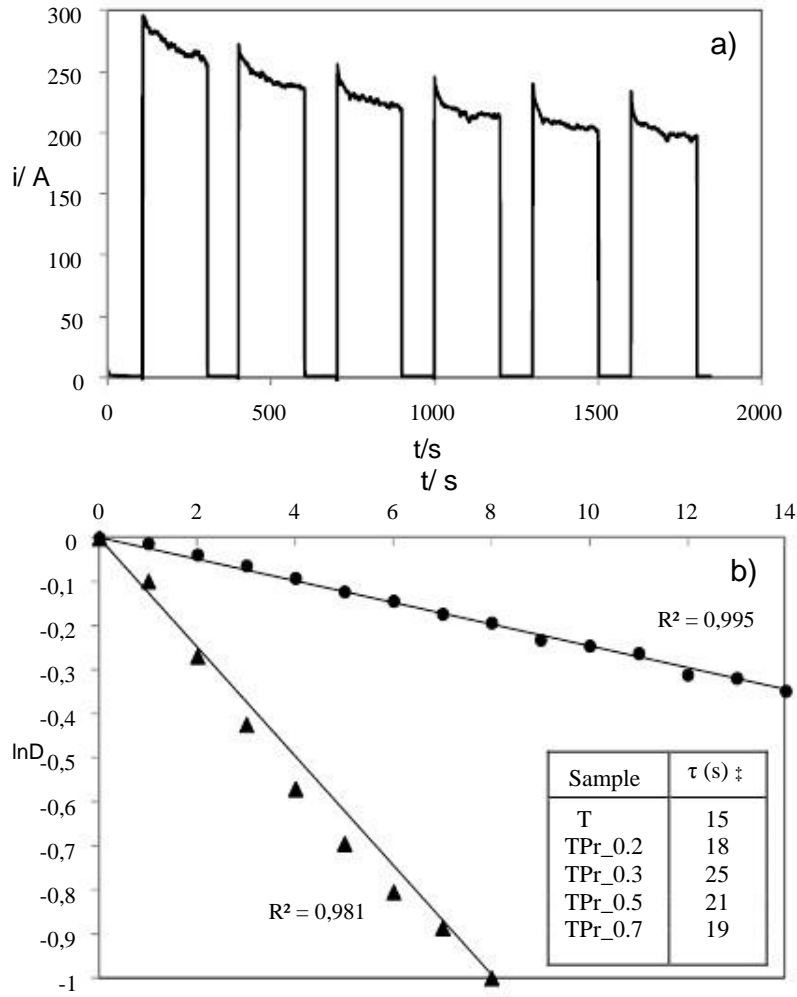 a)
300
250
200
150
100
50
0
i/ A
0 500 1000 1500 2000
t/s
t/ s
0 2 4 6 8 10 12 14
0
-0,1
-0,2
-0,3
-0,4
-0,5
-0,6
-0,7
-0,8
-0,9
-1
lnD
b)
R² = 0,995
R² = 0,981
Sample τ (s) ‡
T 15
TPr_0.2 18
TPr_0.3 25
TPr_0.5 21
TPr_0.7 19